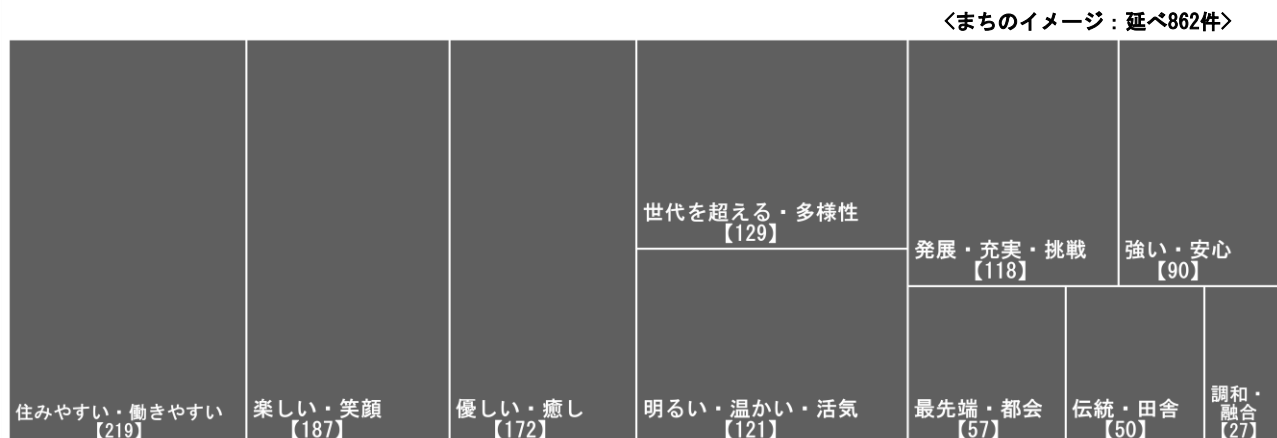 <まちのイメージ：延べ862件>
住みやすい・働きやすい
【219】
楽しい・笑顔
【187】
優しい・癒し
【172】
世代を超える・多様性
【129】
明るい・温かい・活気
【121】
発展・充実・挑戦
【118】
強い・安心
【90】
最先端・都会
【57】
伝統・田舎
【50】
調和・
融合
【27】